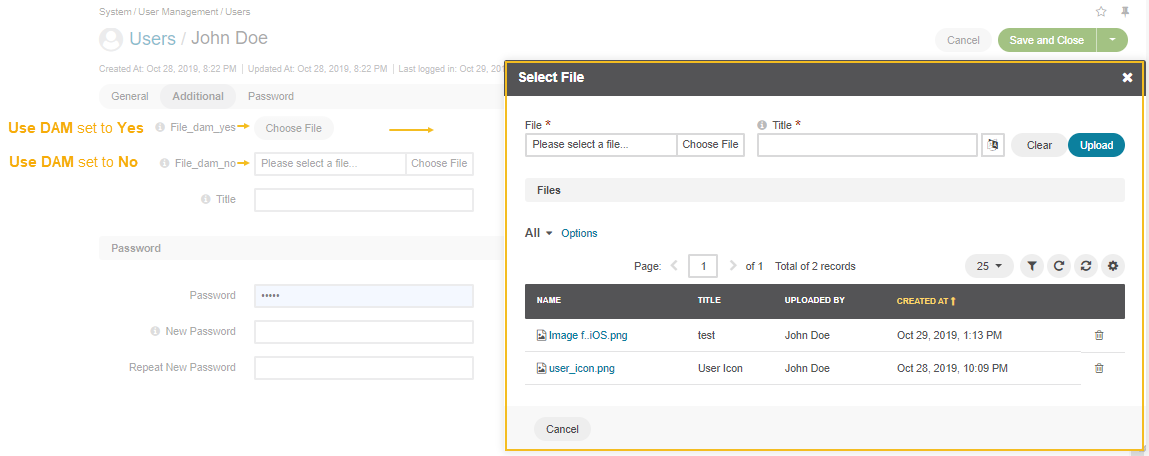 System / User Management / Users
Users / John Doe
Cancel
Save and Close
Created At: Oct 28, 2019, 8:22 PM | Updated At: Oct 28, 2019, 8:22 PM | Last logged in: Oct 29, 201
General
Additional
Password
Use DAM set to Yes
File_dam_yes
Choose File
Use DAM set to No
File_dam_no
Please select a file...
Choose File
Title
Password
Password
•••••
New Password
Repeat New Password
Select File
File *
Title *
Please select a file...
Choose File
Clear
Upload
Files
All
Options
Page:
1
of 1
Total of 2 records
25
NAME
TITLE
UPLOADED BY
CREATED AT
Image f..iOS.png
test
John Doe
Oct 29, 2019, 1:13 PM
user_icon.png
User Icon
John Doe
Oct 28, 2019, 10:09 PM
Cancel